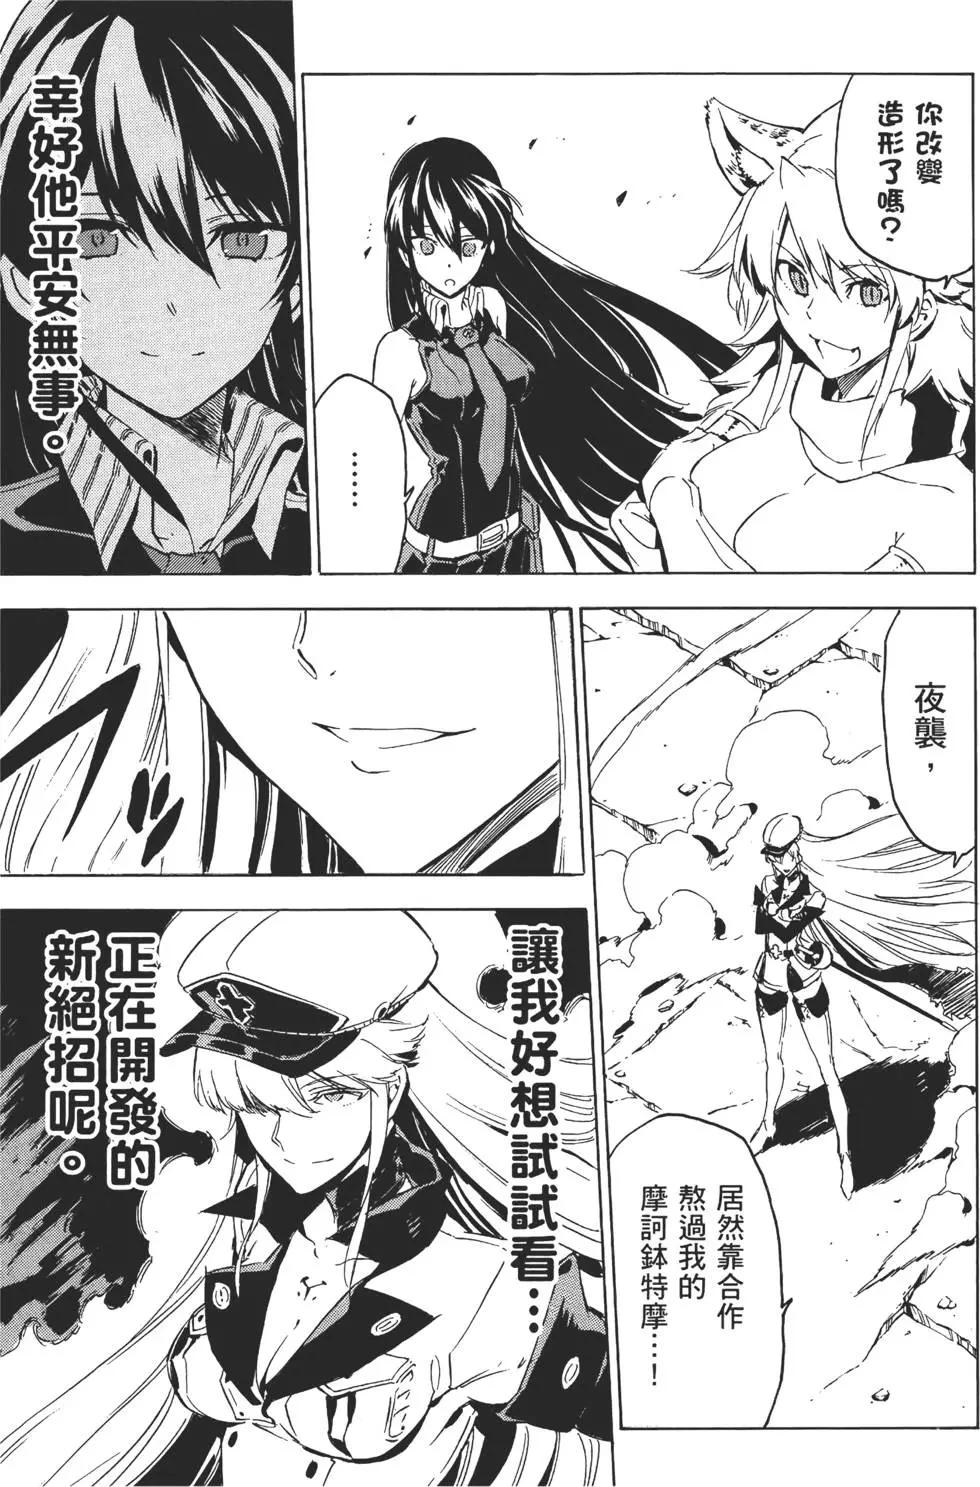 你改變
造形了嗎?
……
幸好他平安無事。
夜襲,
居然靠合作
熬過我的
摩訶鉢特摩…!
讓我好想試試看…
正在開發的
新絕招呢。